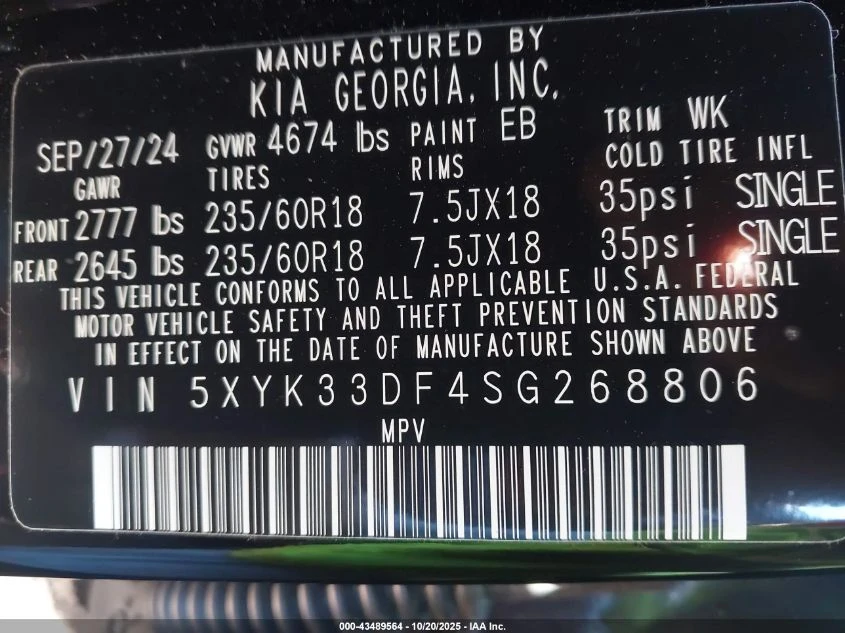 MANUFACTURED BY
KIA GEORGIA, INC.
SEP/27/24 GVWR 4674 lbs PAINT EB TRIM WK
GAWR TIRES RIMS COLD TIRE INFL
FRONT 2777 lbs 235/60R18 7.5JX18 35psi SINGLE
REAR 2645 lbs 235/60R18 7.5JX18 35psi SINGLE
THIS VEHICLE CONFORMS TO ALL APPLICABLE U.S.A. FEDERAL
MOTOR VEHICLE SAFETY AND THEFT PREVENTION STANDARDS
IN EFFECT ON THE DATE OF MANUFACTURE SHOWN ABOVE
VIN 5XYK33DF4SG268806
MPV
000-43489564 - 10/20/2025 - IAA Inc.